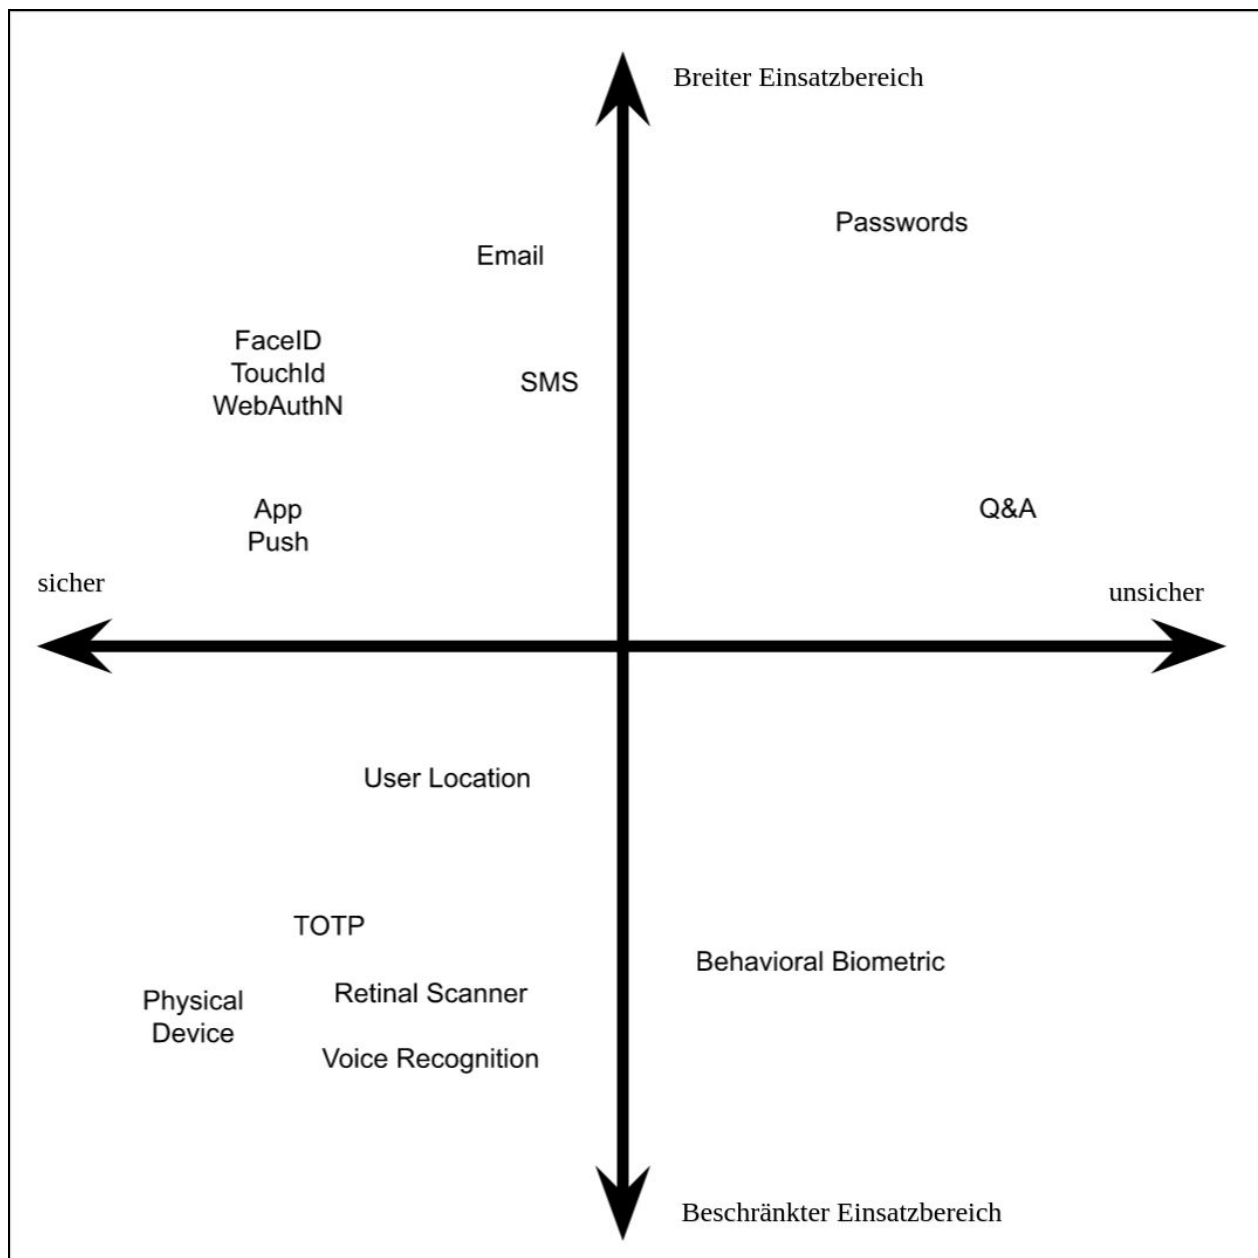 Breiter Einsatzbereich
Passwords
Email
FaceID
TouchId
WebAuthN
SMS
App
Push
Q&A
sicher
unsicher
User Location
TOTP
Behavioral Biometric
Physical
Device
Retinal Scanner
Voice Recognition
Beschränkter Einsatzbereich